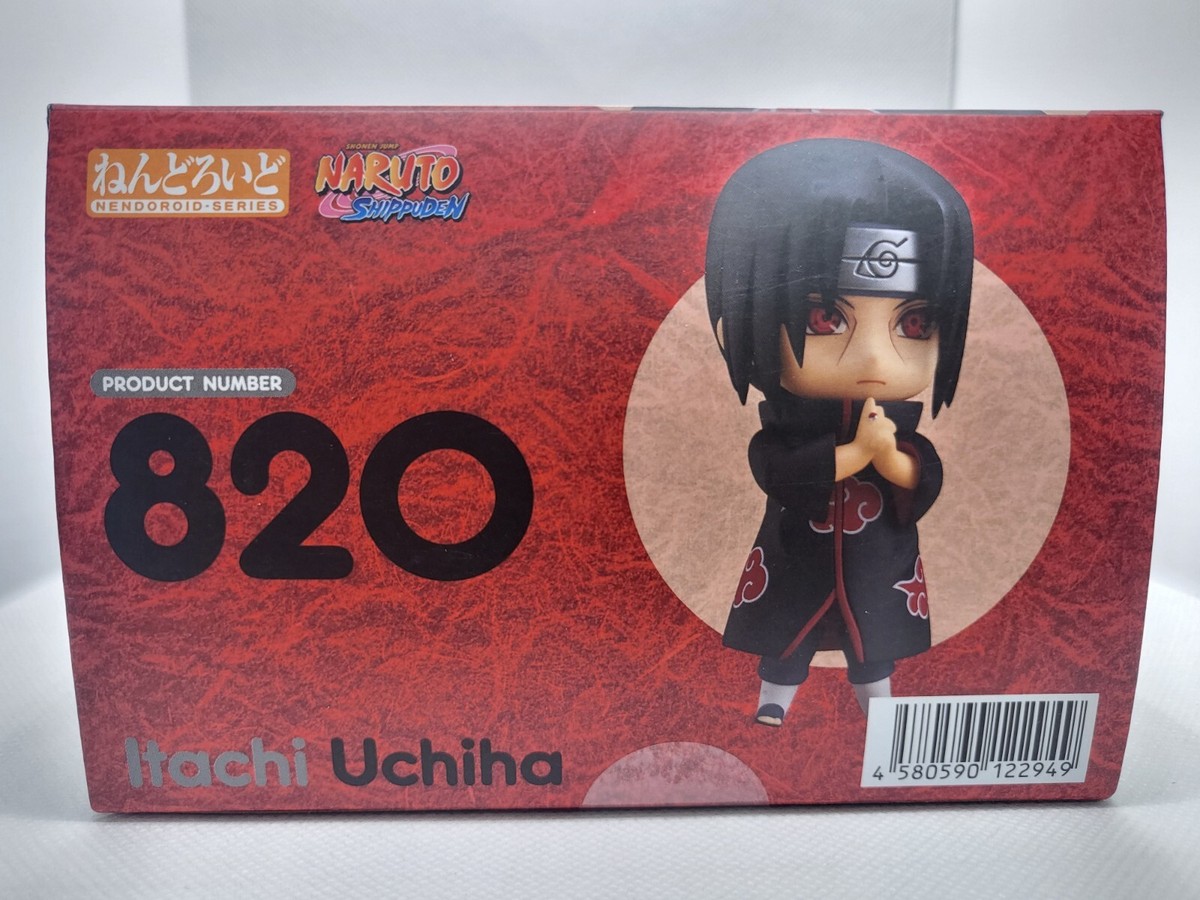 ねんどろいど
NENDOROID-SERIES
SHONEN JUMP
NARUTO
SHIPPUDEN
PRODUCT NUMBER
820
Itachi Uchiha
4 580590 122949